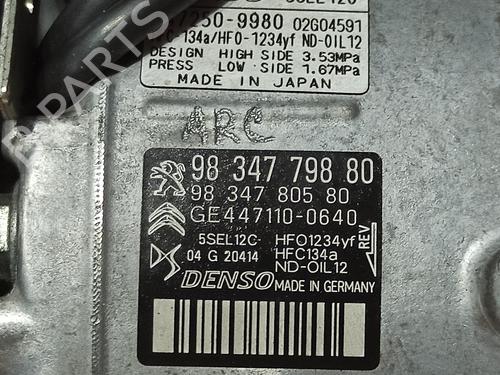 5SEL12C
7250-9980 02G04591
C-134a/HFO-1234yf ND-OIL12
DESIGN HIGH SIDE 3.53MPa
PRESS LOW SIDE 1.67MPa
MADE IN JAPAN
ARC
98 347 798 80
98 347 805 80
GE447110-0640
5SEL12C- HFO1234yf
04 G 20414 HFC134a
ND-OIL12
REV
DENSO MADE IN GERMANY